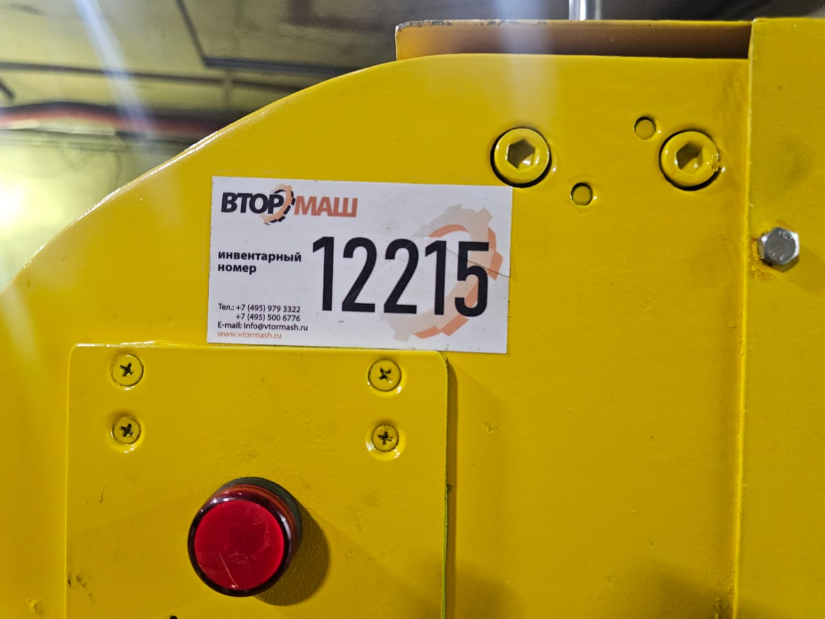 ВТОРМАШ
инвентарный
номер
12215
Тел.: +7 (495) 979 3322
+7 (495) 500 6776
E-mail: info@vtormash.ru
www.vtormash.ru